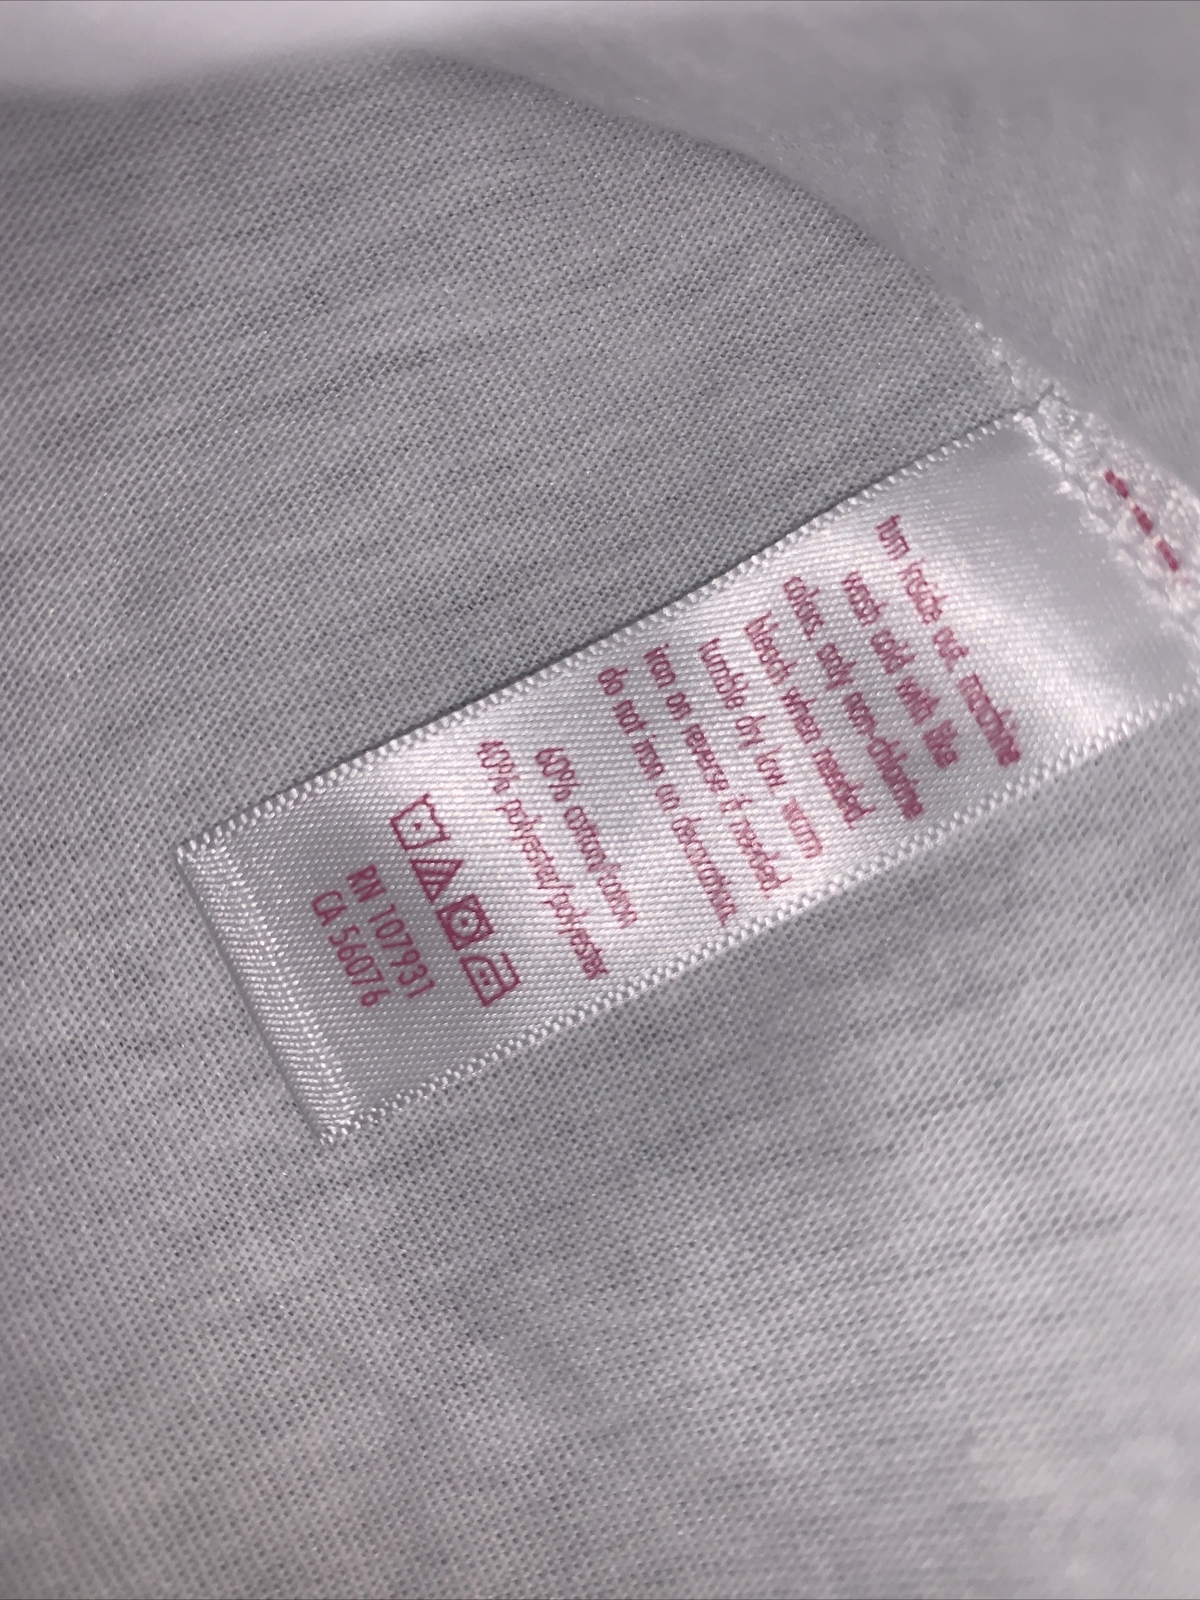 turn inside out. machine
wash cold with like
colors. only non-chlorine
bleach when needed.
tumble dry low. warm
iron on reverse if needed.
do not iron on decoration.
60% cotton/coton
40% polyester/polyester
RN 107931
CA 56076